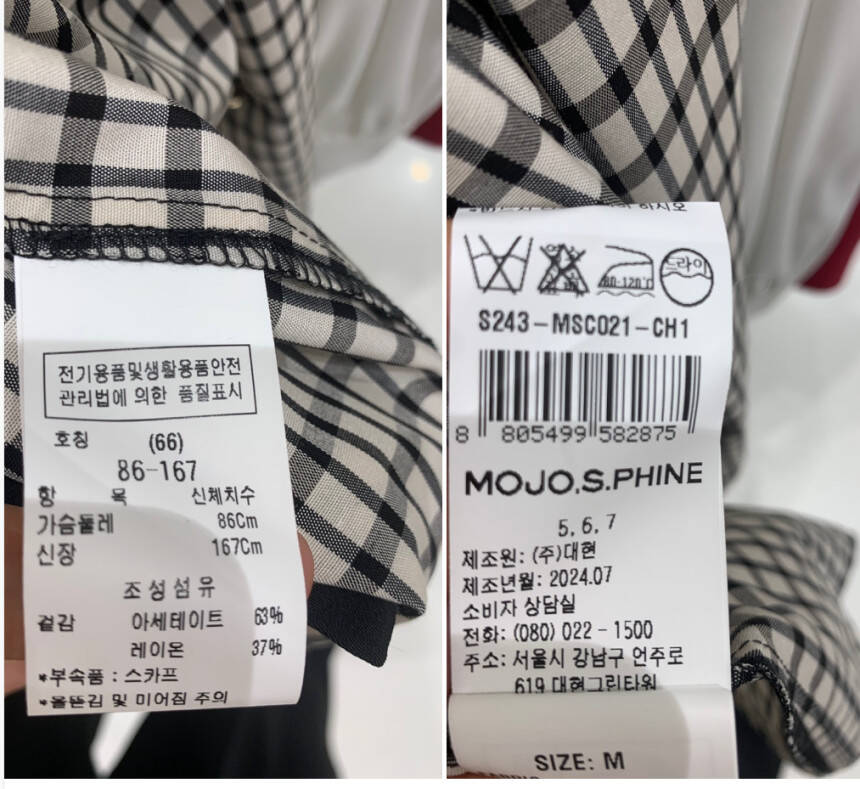 전기용품및생활용품안전
관리법에 의한 품질표시
호칭 (66)
86-167
항 목 신체치수
가슴둘레 86Cm
신장 167Cm
조성섬유
겉감 아세테이트 63%
레이온 37%
*부속품 : 스카프
*올뜯김 및 미어짐 주의
하시오
80-120℃
드라이
S243-MSC021-CH1
8 805499 582875
MOJO.S.PHINE
5, 6, 7
제조원: (주)대현
제조년월: 2024.07
소비자 상담실
전화: (080) 022-1500
주소: 서울시 강남구 언주로
619 대현그린타워
SIZE: M